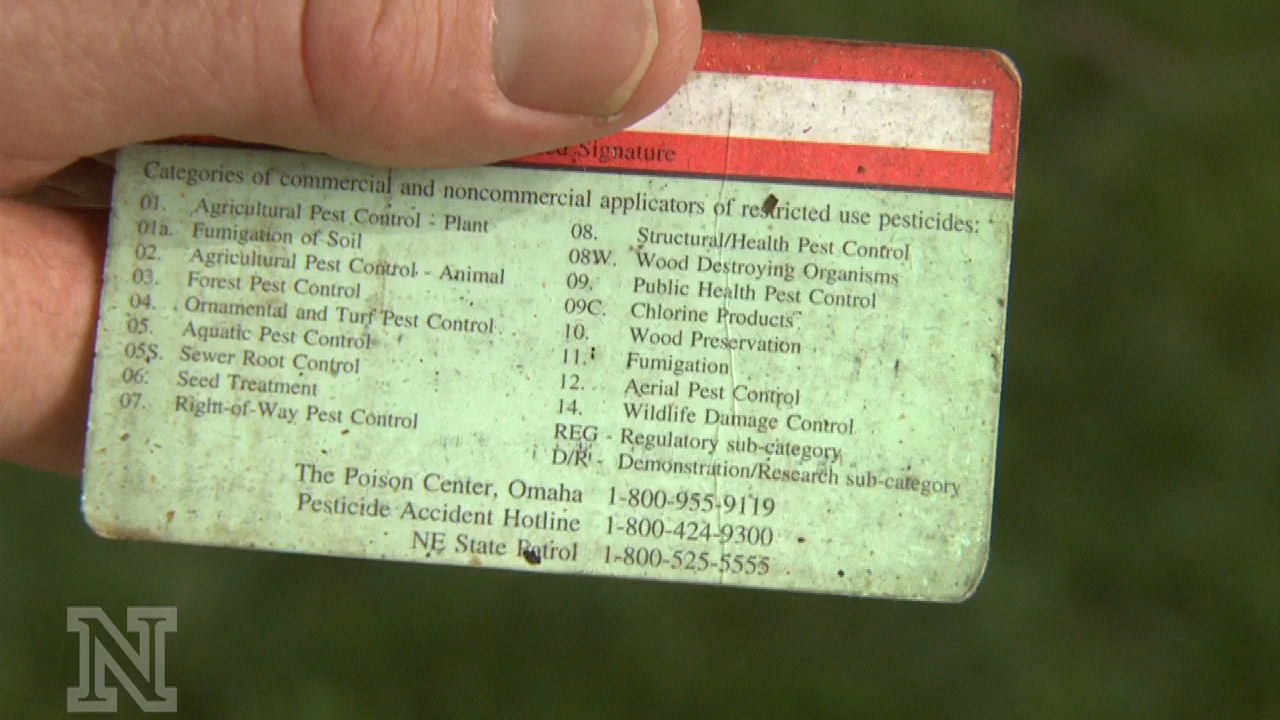 Signature
Categories of commercial and noncommercial applicators of restricted use pesticides:
01. Agricultural Pest Control - Plant
01a. Fumigation of Soil
02. Agricultural Pest Control - Animal
03. Forest Pest Control
04. Ornamental and Turf Pest Control
05. Aquatic Pest Control
05S. Sewer Root Control
06. Seed Treatment
07. Right-of-Way Pest Control
08. Structural/Health Pest Control
08W. Wood Destroying Organisms
09. Public Health Pest Control
09C. Chlorine Products
10. Wood Preservation
11. Fumigation
12. Aerial Pest Control
14. Wildlife Damage Control
REG - Regulatory sub-category
D/R - Demonstration/Research sub-category
The Poison Center, Omaha 1-800-955-9119
Pesticide Accident Hotline 1-800-424-9300
NE State Patrol 1-800-525-5555
N